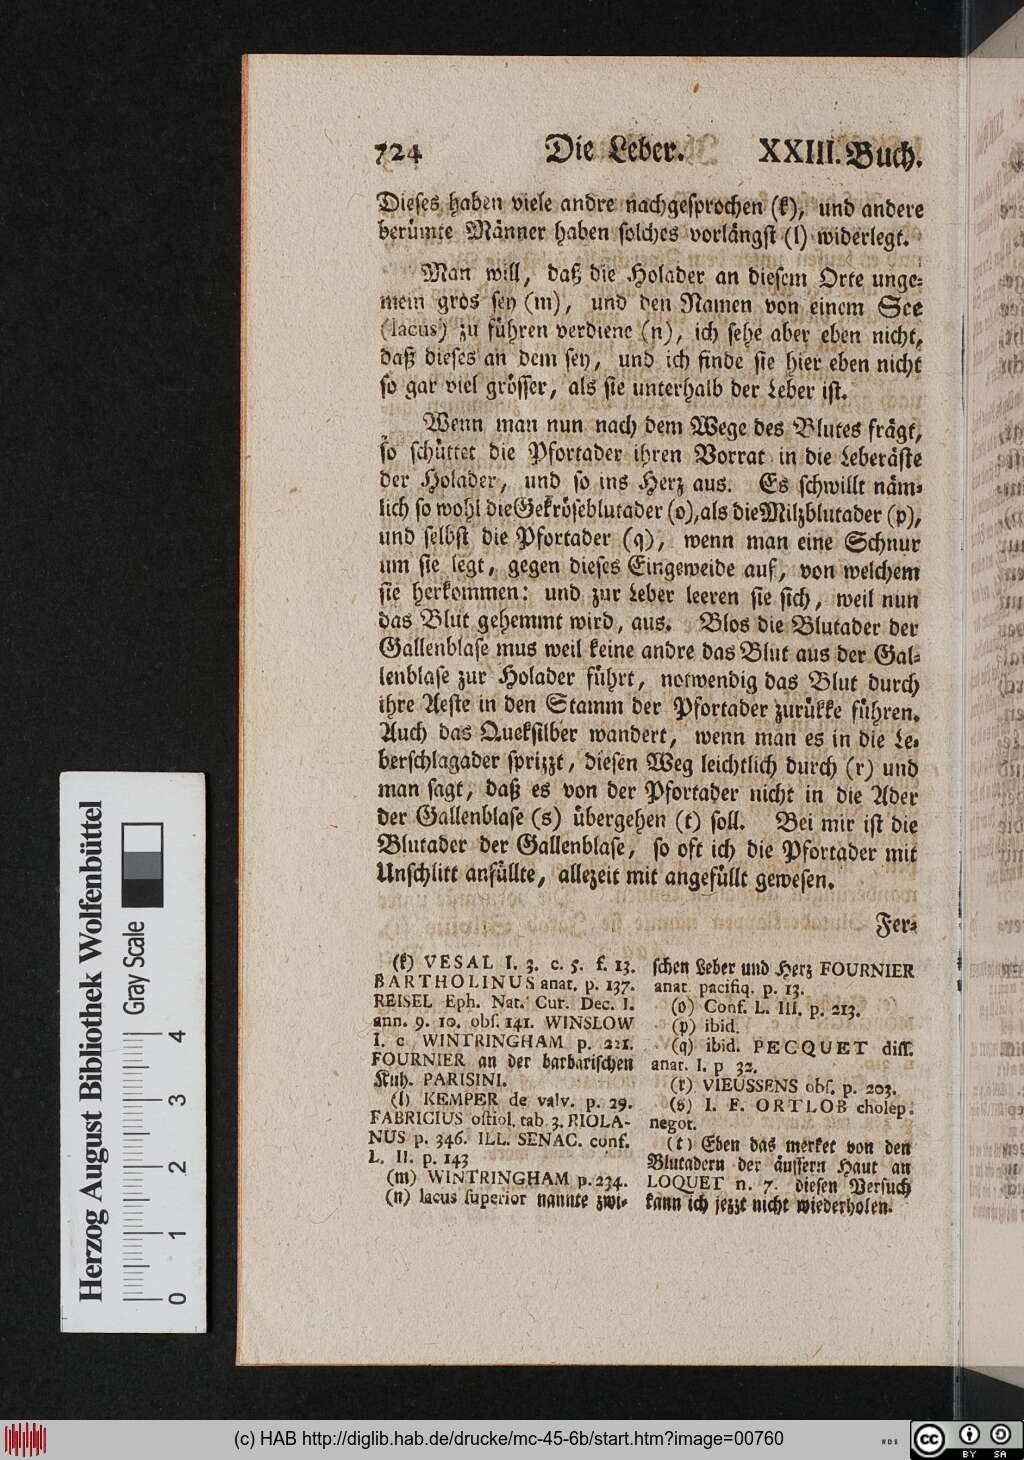 724 Die Leber. XXIII. Buch.
Dieses haben viele andre nachgesprochen (k), und andere
berümte Männer haben solches vorlängst (l) widerlegt.
Man will, daß die Holader an diesem Orte unge-
mein gros sey (m), und den Namen von einem See
(lacus) zu führen verdiene (n), ich sehe aber eben nicht,
daß dieses an dem sey, und ich finde sie hier eben nicht
so gar viel grösser, als sie unterhalb der Leber ist.
Wenn man nun nach dem Wege des Blutes frägt,
so schüttet die Pfortader ihren Vorrat in die Leberäste
der Holader, und so ins Herz aus. Es schwillt näm-
lich so wohl die Gekröseblutader (o), als die Milzblutader (p),
und selbst die Pfortader (q), wenn man eine Schnur
um sie legt, gegen dieses Eingeweide auf, von welchem
sie herkommen: und zur Leber leeren sie sich, weil nun
das Blut gehemmt wird, aus. Blos die Blutader der
Gallenblase mus weil keine andre das Blut aus der Gal-
lenblase zur Holader führt, notwendig das Blut durch
ihre Aeste in den Stamm der Pfortader zurükke führen.
Auch das Queksilber wandert, wenn man es in die Le-
berschlagader sprizzt, diesen Weg leichtlich durch (r) und
man sagt, daß es von der Pfortader nicht in die Ader
der Gallenblase (s) übergehen (t) soll. Bei mir ist die
Blutader der Gallenblase, so oft ich die Pfortader mit
Unschlitt anfüllte, allezeit mit angefüllt gewesen.
Fer-
(k) VESAL I. 3. c. 5. f. 13.
BARTHOLINUS anat. p. 137.
REISEL Eph. Nat. Cur. Dec. I.
ann. 9. 10. obs. 141. WINSLOW
I. c WINTRINGHAM p. 221.
FOURNIER an der barbarischen
Kuh. PARISINI.
(l) KEMPER de valv. p. 29.
FABRICIUS ostiol. tab 3. RIOLA-
NUS p. 346. ILL. SENAC. conf.
L. II. p. 143
(m) WINTRINGHAM p. 234.
(n) lacus superior nannte zwi-
schen Leber und Herz FOURNIER
anat pacifiq. p. 13.
(o) Conf. L. III. p. 213.
(p) ibid.
(q) ibid. PECQUET diss.
anat. I. p 32.
(r) VIEUSSENS obs. p. 203.
(s) I. F. ORTLOB cholep.
negot.
(t) Eben das merket von den
Blutadern der äussern Haut an
LOQUET n. 7. diesen Versuch
kann ich jezzt nicht wiederholen.
Herzog August Bibliothek Wolfenbüttel
Gray Scale
0 1 2 3 4
(c) HAB http://diglib.hab.de/drucke/mc-45-6b/start.htm?image=00760
cc BY SA